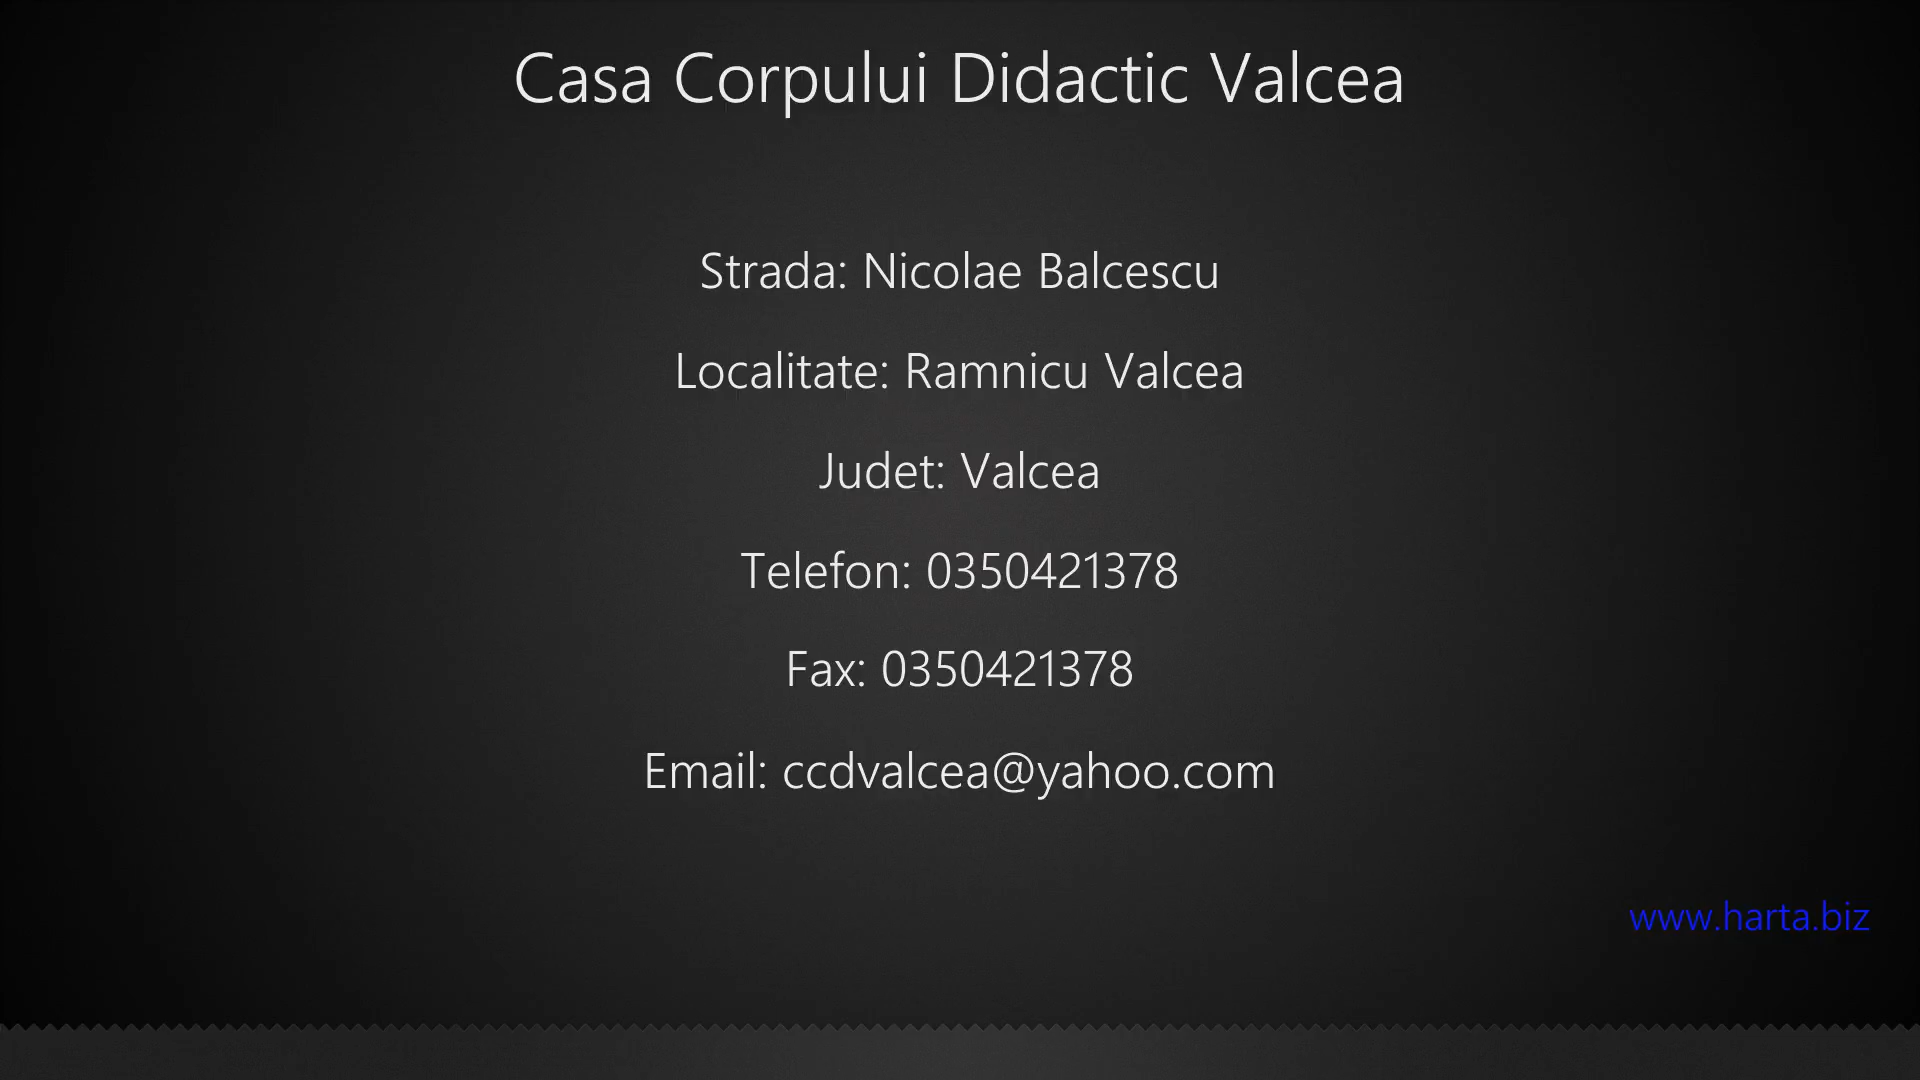 Casa Corpului Didactic Valcea
Strada: Nicolae Balcescu
Localitate: Ramnicu Valcea
Judet: Valcea
Telefon: 0350421378
Fax: 0350421378
Email: ccdvalcea@yahoo.com
www.harta.biz